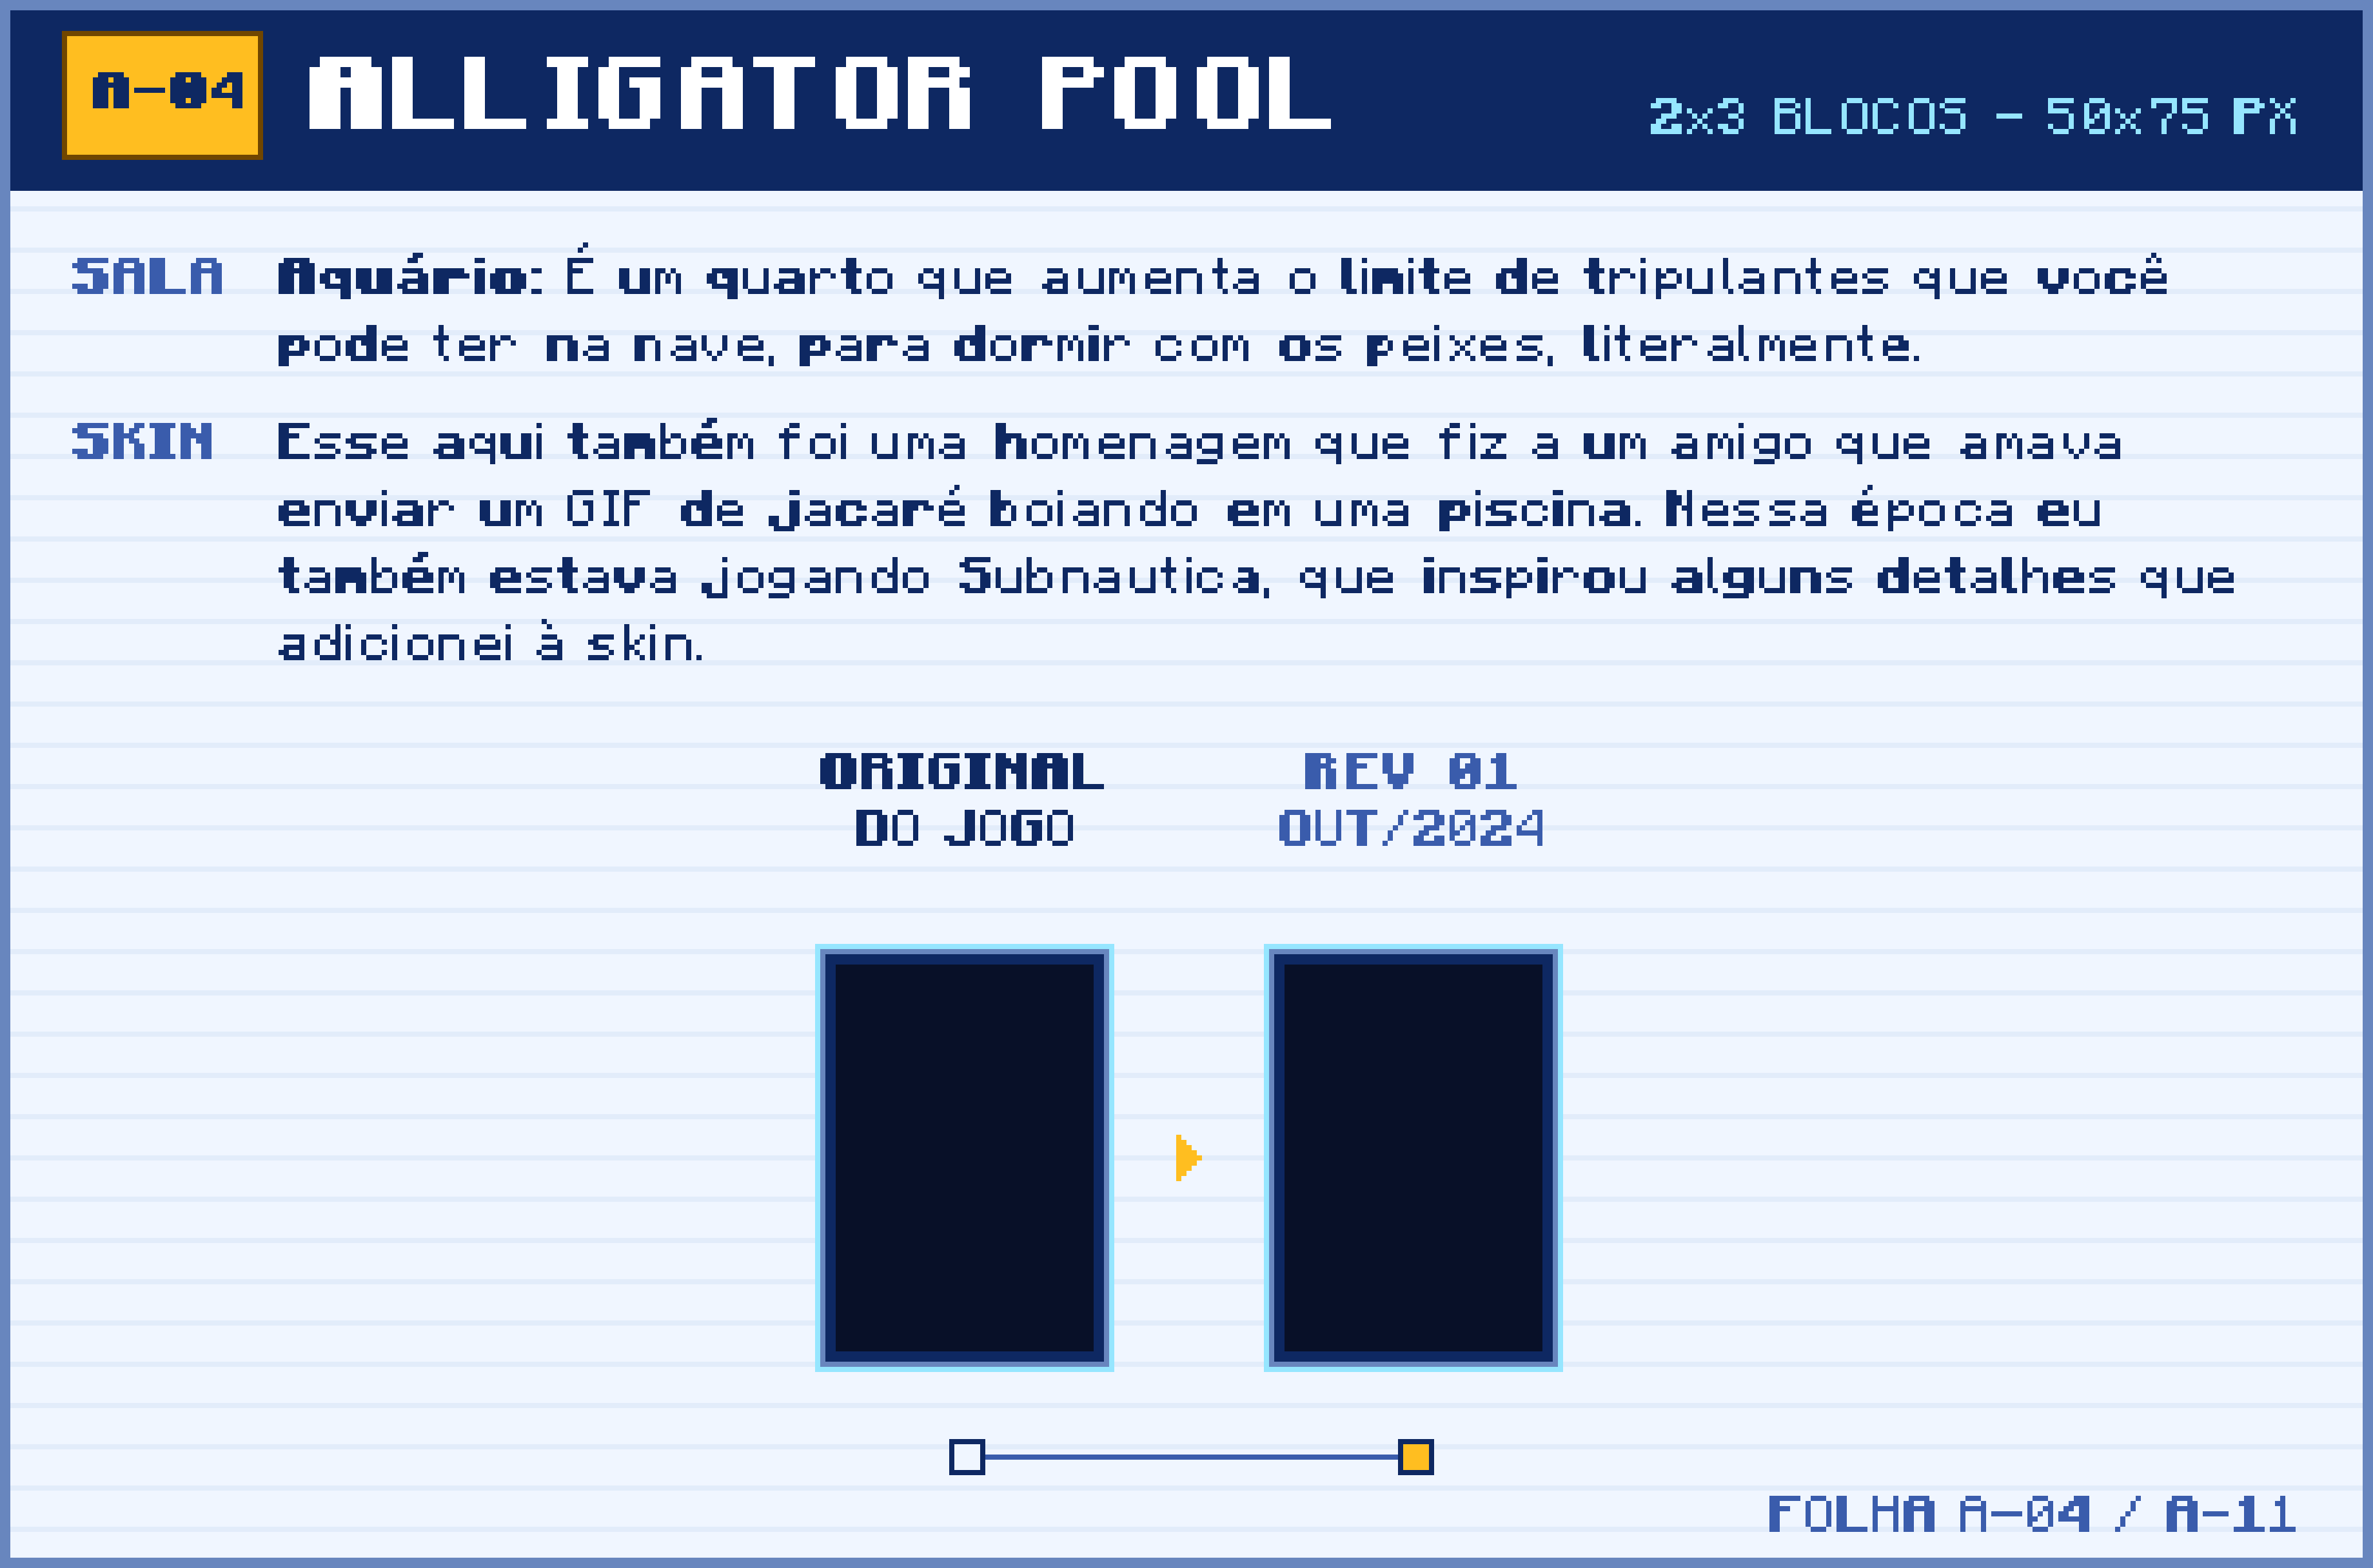 A-04
ALLIGATOR POOL
2x3 BLOCOS - 50x75 PX
SALA
Aquário: É um quarto que aumenta o limite de tripulantes que você
pode ter na nave, para dormir com os peixes, literalmente.
SKIN
Esse aqui também foi uma homenagem que fiz a um amigo que amava
enviar um GIF de jacaré boiando em uma piscina. Nessa época eu
também estava jogando Subnautica, que inspirou alguns detalhes que
adicionei à skin.
ORIGINAL
DO JOGO
REV 01
OUT/2024
FOLHA A-04 / A-11